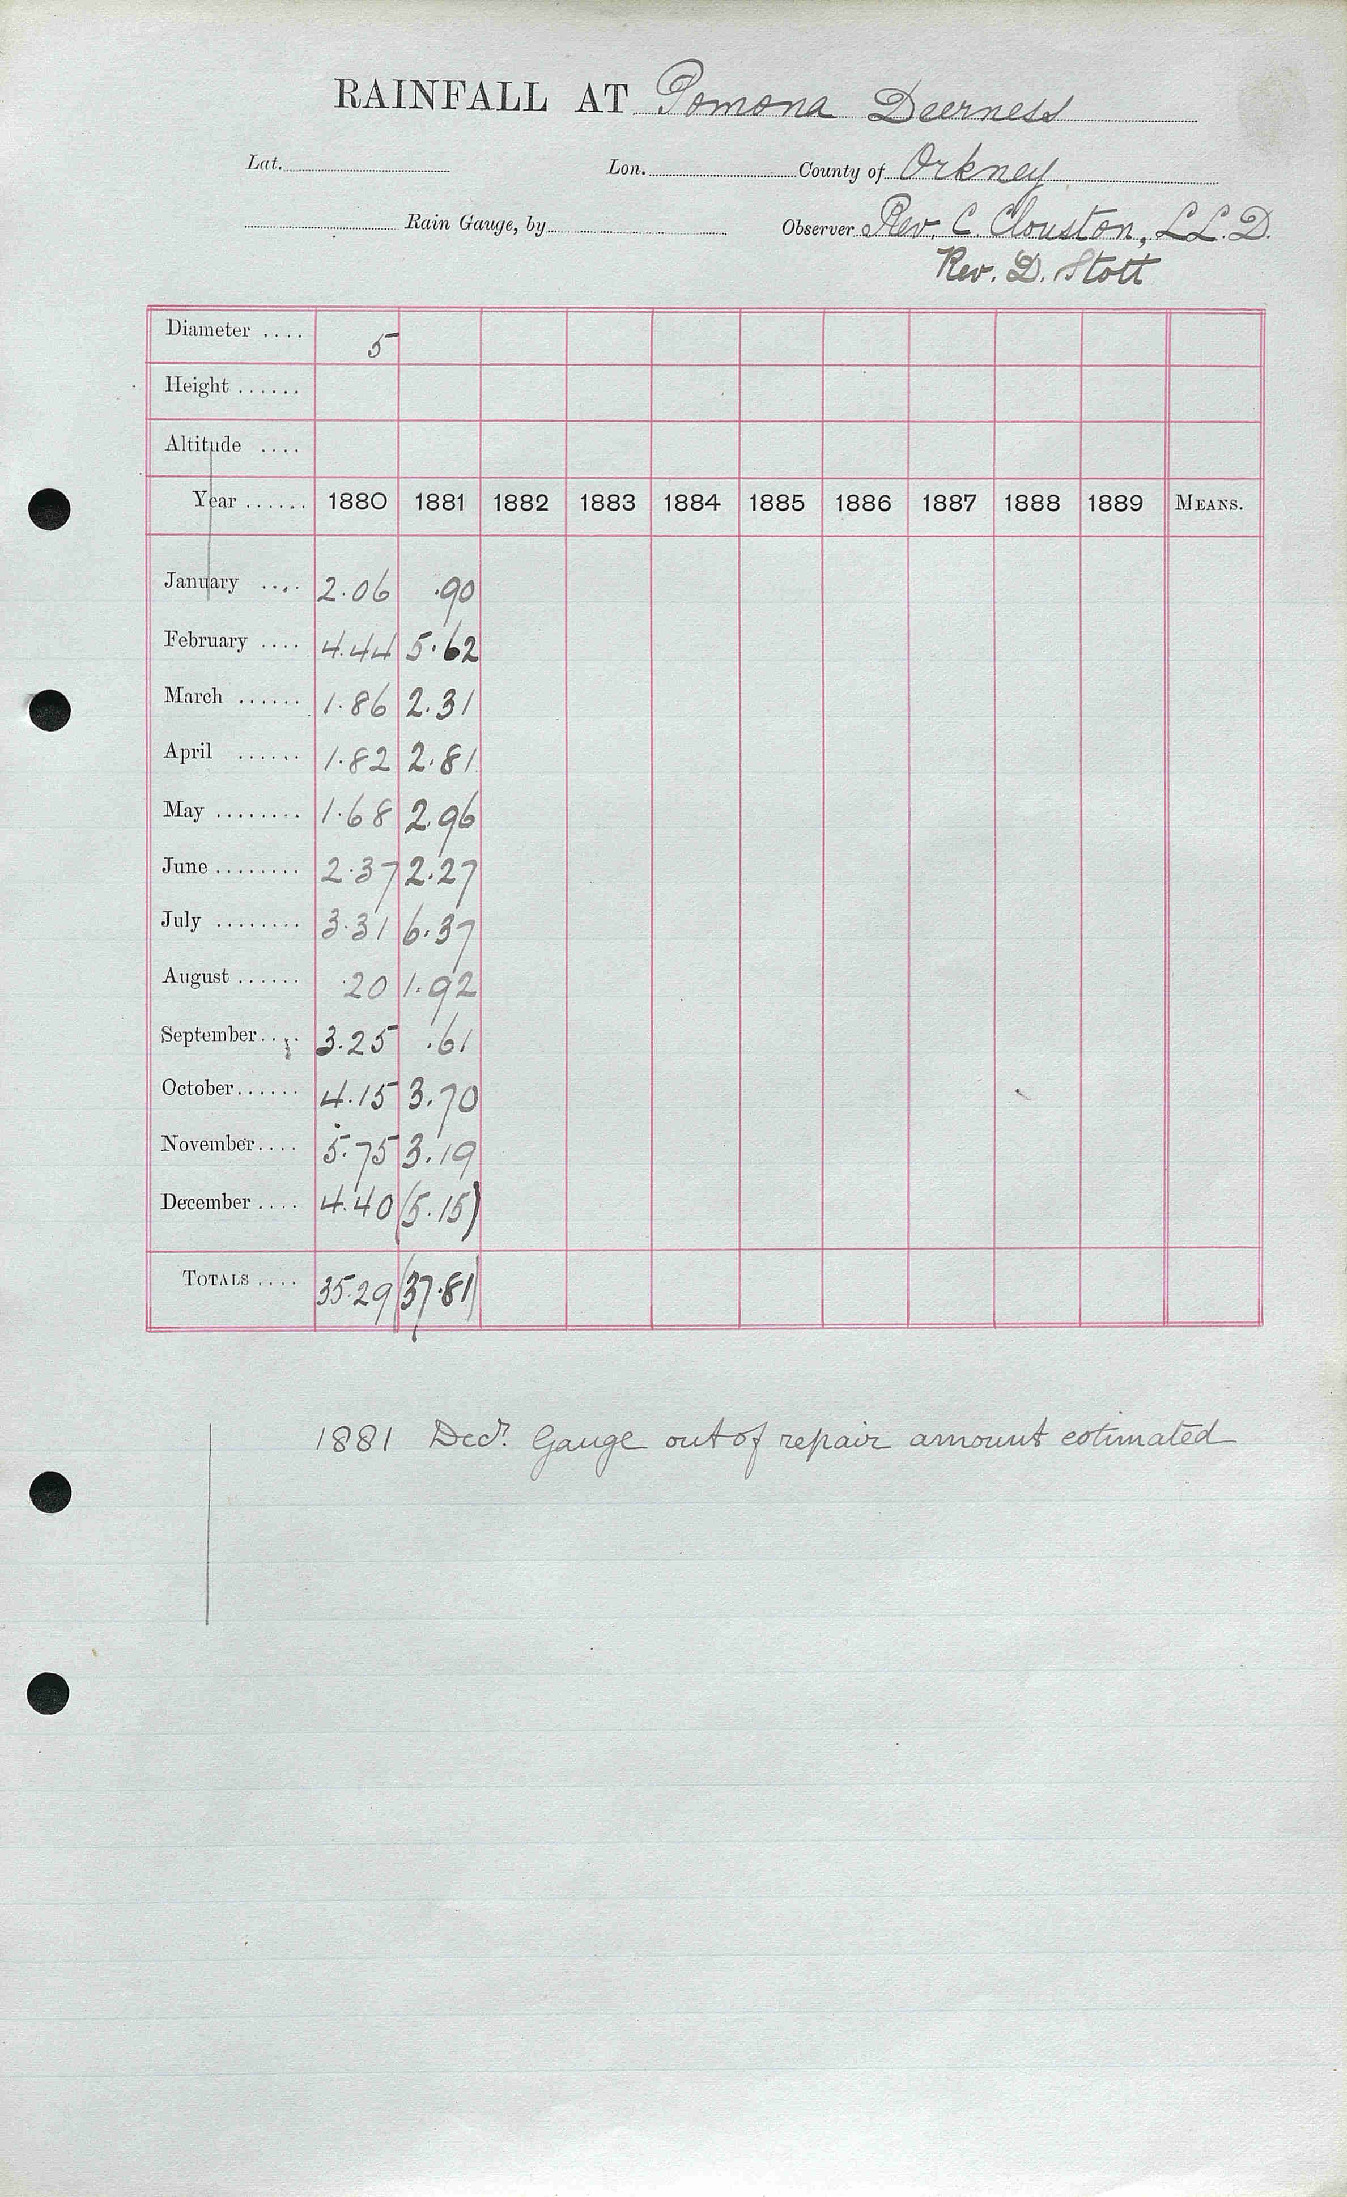 RAINFALL AT Pomona Deerness
Lat. Lon. County of Orkney
Rain Gauge, by Observer Rev. C. Clouston, LL.D.
Rev. D. Stott
Diameter .... 5
Height ......
Altitude ....
Year ...... 1880 1881 1882 1883 1884 1885 1886 1887 1888 1889 MEANS.
January .... 2.06 .90
February .... 4.44 5.62
March ...... 1.86 2.31
April ...... 1.82 2.81
May ........ 1.68 2.96
June ........ 2.37 2.27
July ........ 3.31 6.37
August ...... .20 1.92
September.... 3.25 .61
October...... 4.15 3.70
November.... 5.75 3.19
December .... 4.40 (5.15)
TOTALS .... 35.29 (37.81)
1881 Decr. Gauge out of repair amount estimated